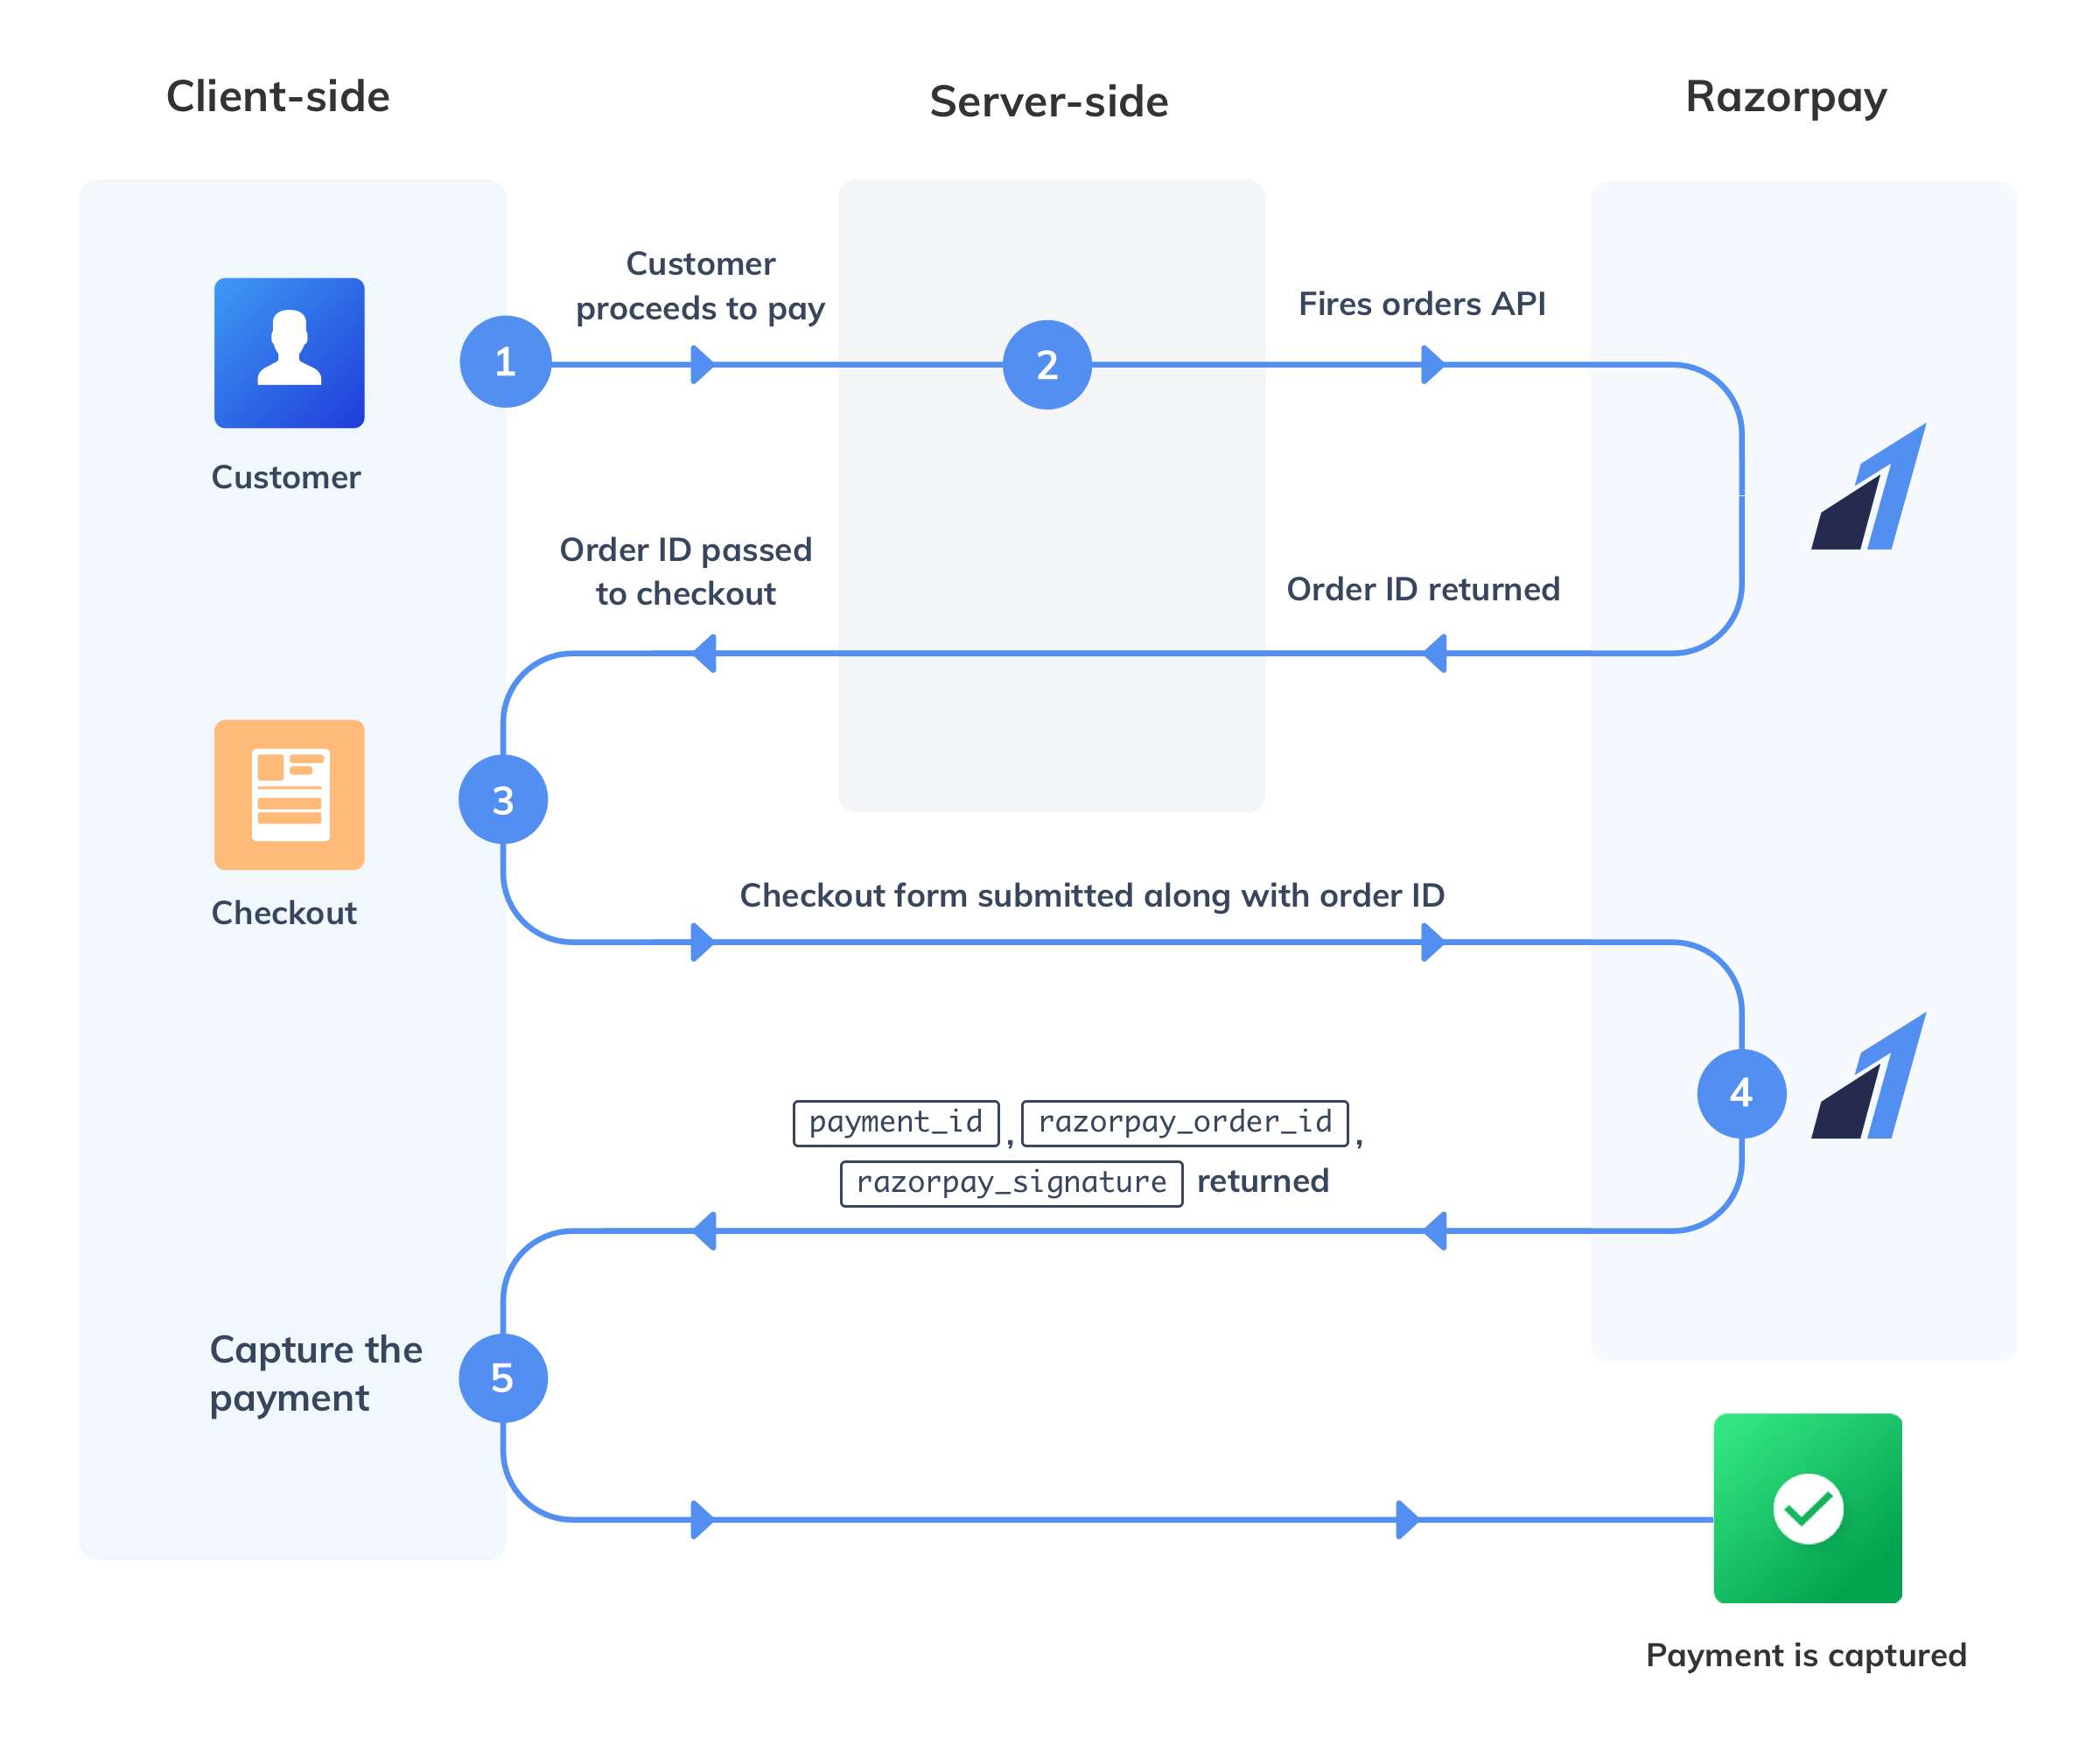 Client-side
Server-side
Razorpay
Customer
proceeds to pay
Fires orders API
1
2
Customer
Order ID passed
to checkout
Order ID returned
3
Checkout
Checkout form submitted along with order ID
4
payment_id , razorpay_order_id ,
razorpay_signature returned
Capture the
payment
5
Payment is captured